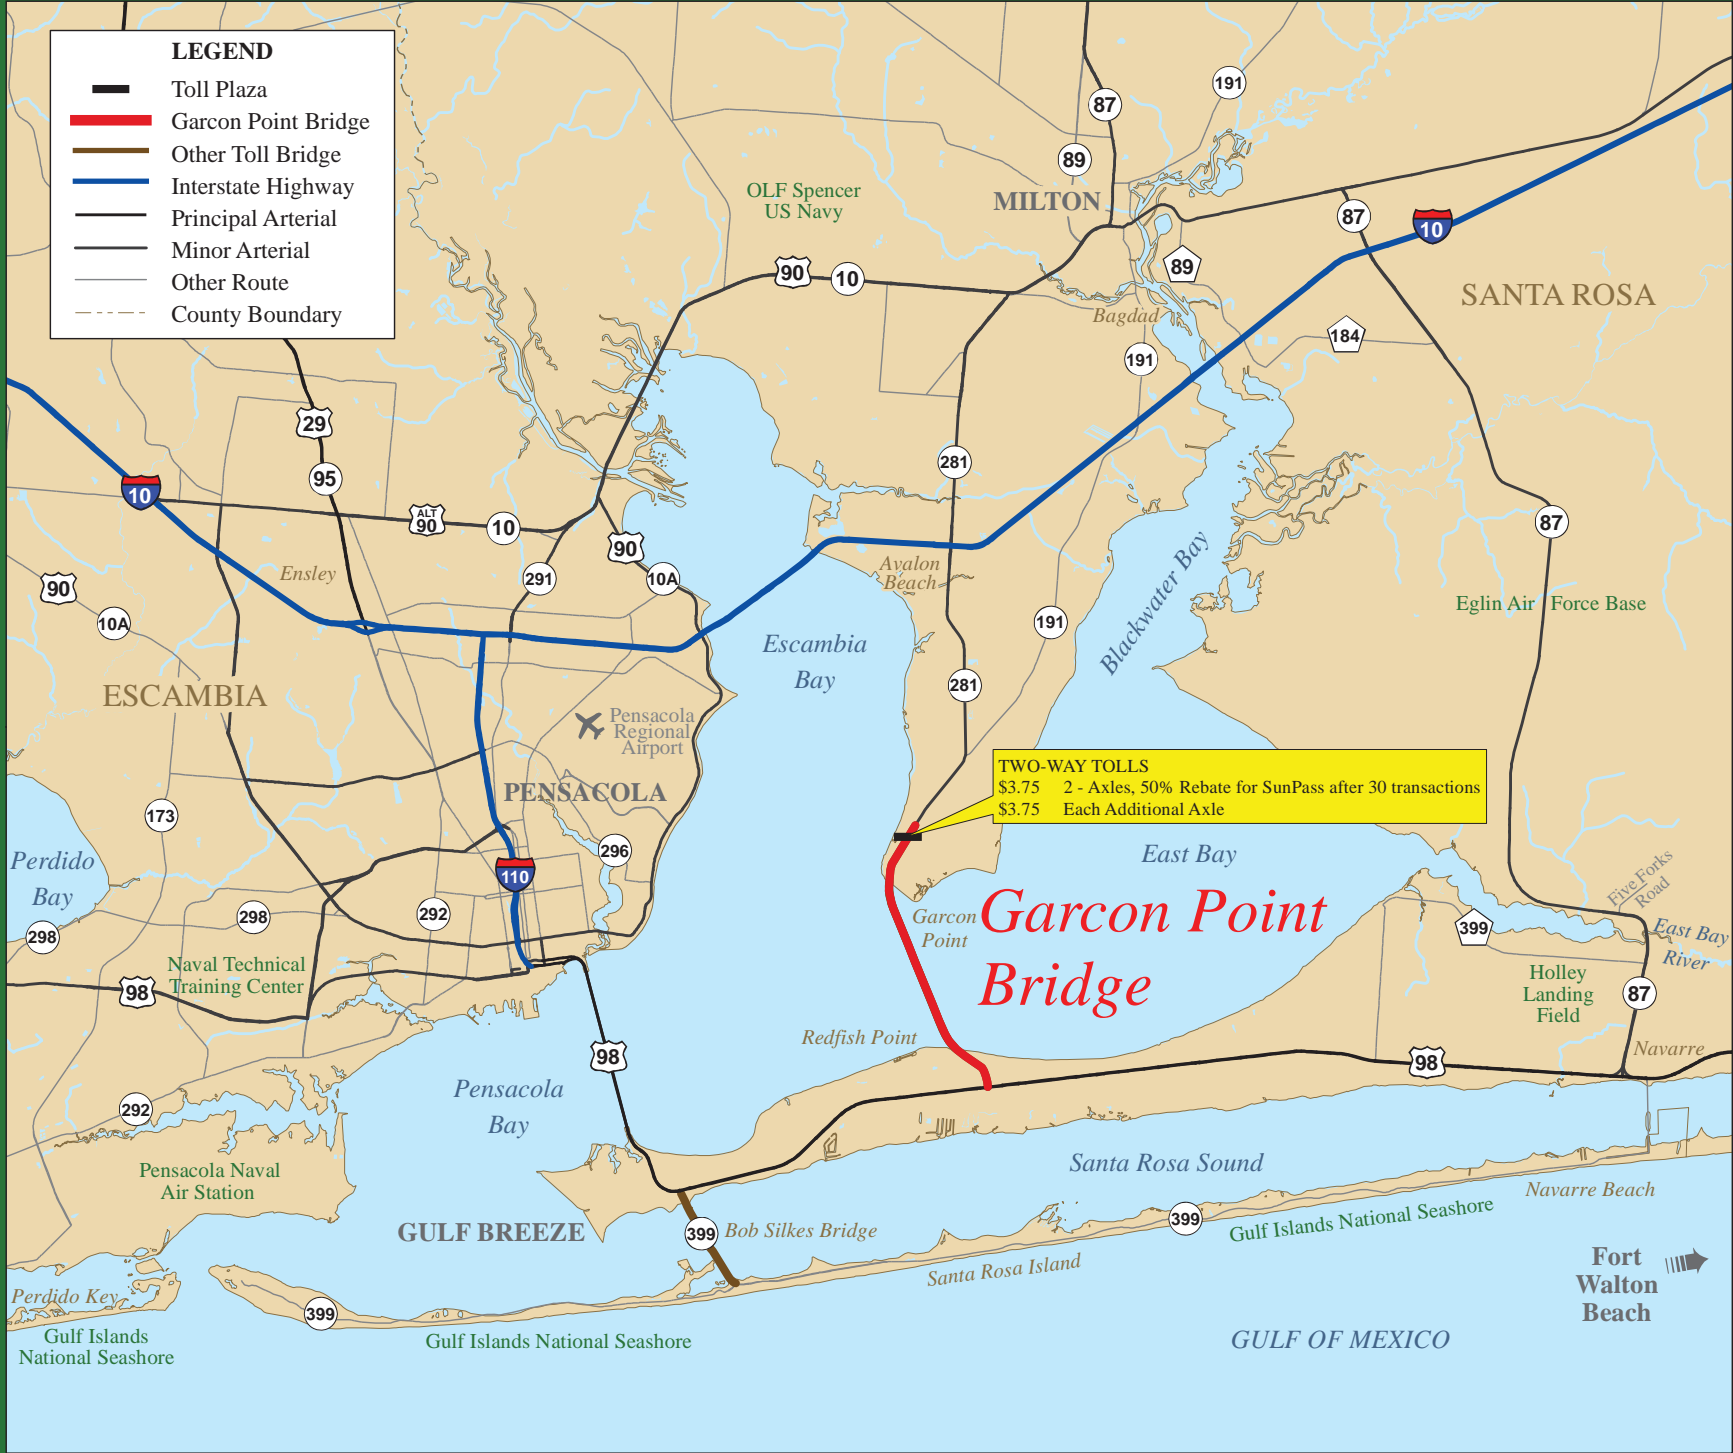 LEGEND
Toll Plaza
Garcon Point Bridge
Other Toll Bridge
Interstate Highway
Principal Arterial
Minor Arterial
Other Route
County Boundary
191
87
89
OLF Spencer
US Navy
MILTON
87
10
89
90
10
SANTA ROSA
Bagdad
184
191
29
281
95
10
ALT
90
10
87
90
Avalon
Beach
Ensley
291
10A
90
Eglin Air Force Base
10A
191
Blackwater Bay
Escambia
Bay
281
ESCAMBIA
Pensacola
Regional
Airport
TWO-WAY TOLLS
$3.75 2 - Axles, 50% Rebate for SunPass after 30 transactions
$3.75 Each Additional Axle
PENSACOLA
173
296
East Bay
Perdido
Bay
110
Five Forks
Road
Garcon Point
Bridge
Garcon
Point
298
292
298
399
East Bay
River
Naval Technical
Training Center
98
Holley
Landing
Field
87
Redfish Point
98
98
Navarre
Pensacola
Bay
292
Pensacola Naval
Air Station
Santa Rosa Sound
Navarre Beach
GULF BREEZE
399
Bob Silkes Bridge
399
Gulf Islands National Seashore
Santa Rosa Island
Fort
Walton
Beach
Perdido Key
399
Gulf Islands
National Seashore
Gulf Islands National Seashore
GULF OF MEXICO